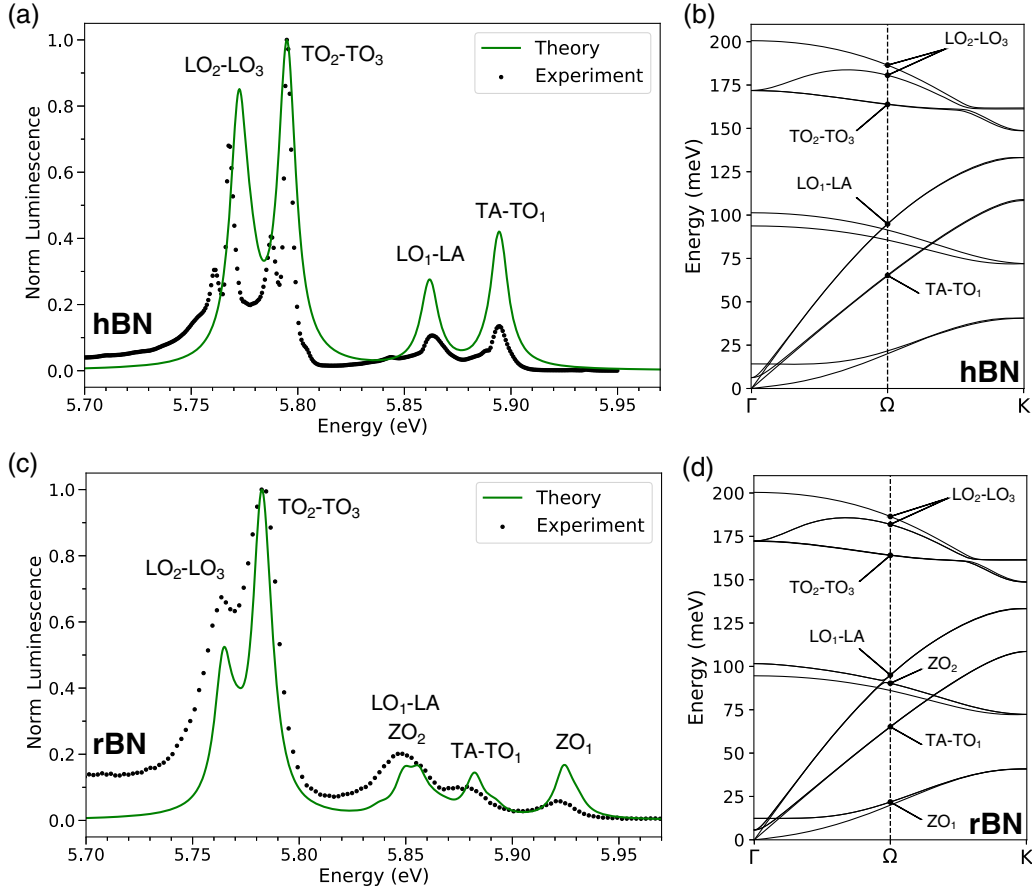 (a)
1.0
0.8
0.6
0.4
0.2
0.0
Norm Luminescence
LO₂-LO₃
TO₂-TO₃
Theory
Experiment
TA-TO₁
LO₁-LA
hBN
5.70
5.75
5.80
5.85
5.90
5.95
Energy (eV)
(b)
200
175
150
125
100
75
50
25
0
Energy (meV)
LO₂-LO₃
TO₂-TO₃
LO₁-LA
TA-TO₁
hBN
Γ
Ω
K
(c)
1.0
0.8
0.6
0.4
0.2
0.0
Norm Luminescence
TO₂-TO₃
Theory
Experiment
LO₂-LO₃
LO₁-LA
ZO₂
TA-TO₁
ZO₁
rBN
5.70
5.75
5.80
5.85
5.90
5.95
Energy (eV)
(d)
200
175
150
125
100
75
50
25
0
Energy (meV)
LO₂-LO₃
TO₂-TO₃
LO₁-LA
ZO₂
TA-TO₁
ZO₁
rBN
Γ
Ω
K